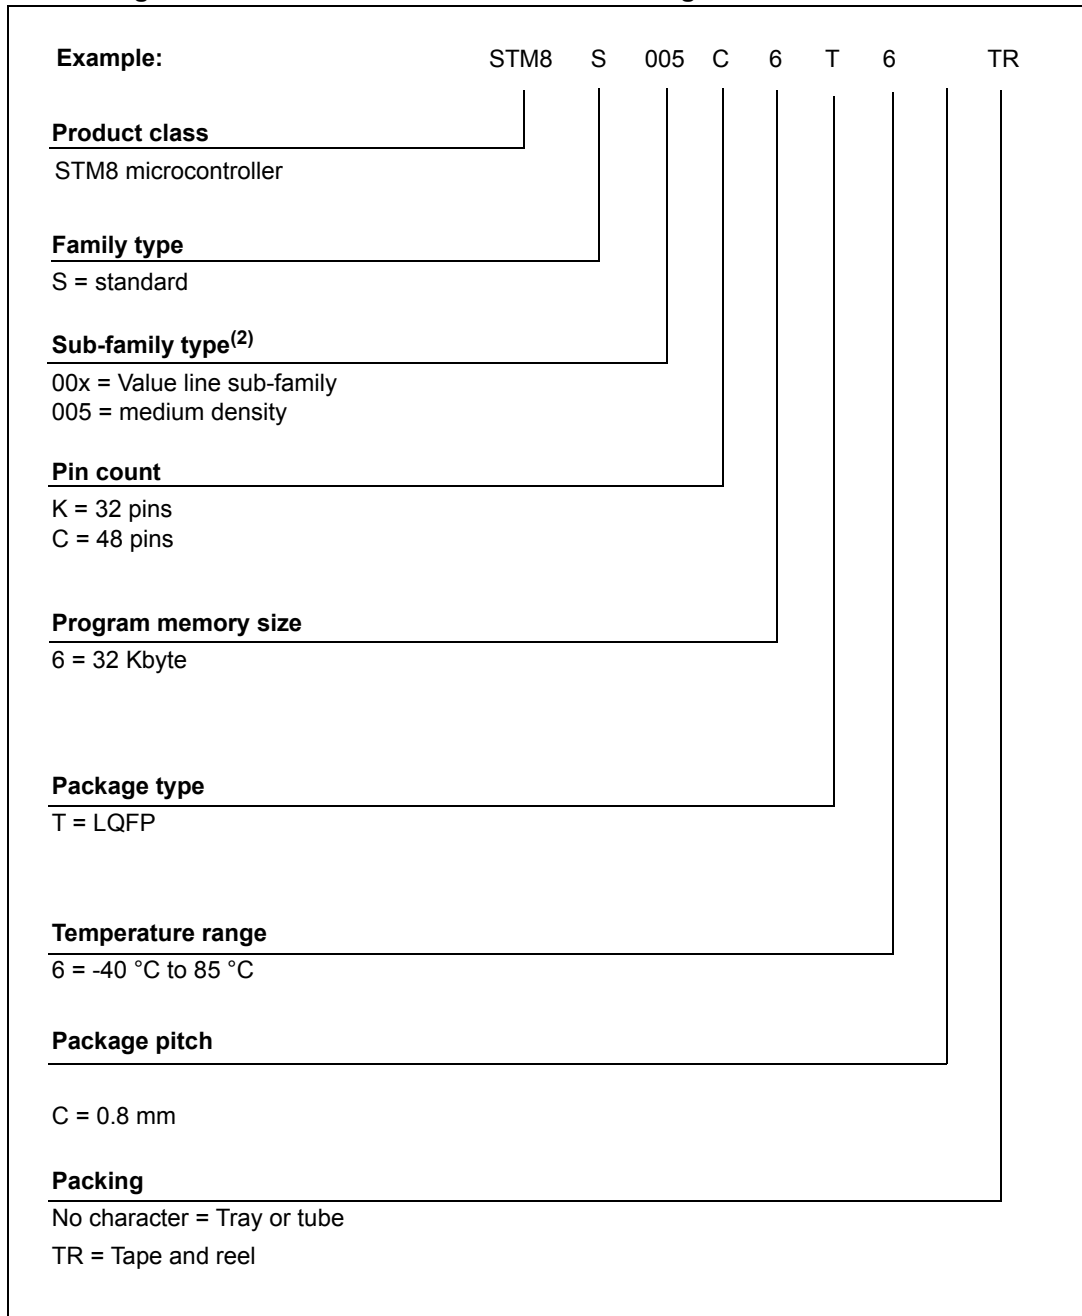 Example: STM8 S 005 C 6 T 6 TR
Product class
STM8 microcontroller
Family type
S = standard
Sub-family type(2)
00x = Value line sub-family
005 = medium density
Pin count
K = 32 pins
C = 48 pins
Program memory size
6 = 32 Kbyte
Package type
T = LQFP
Temperature range
6 = -40 °C to 85 °C
Package pitch
C = 0.8 mm
Packing
No character = Tray or tube
TR = Tape and reel